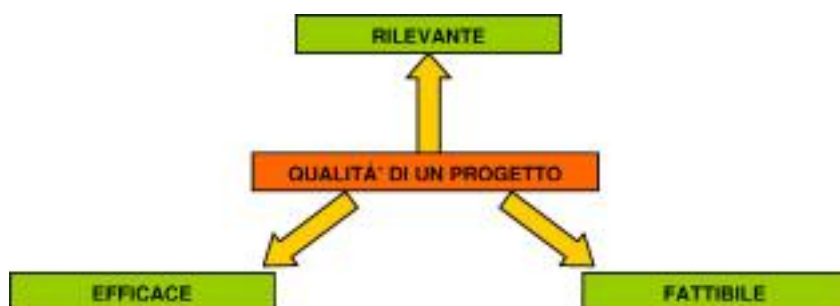 RILEVANTE
QUALITÁ' DI UN PROGETTO
EFFICACE
FATTIBILE